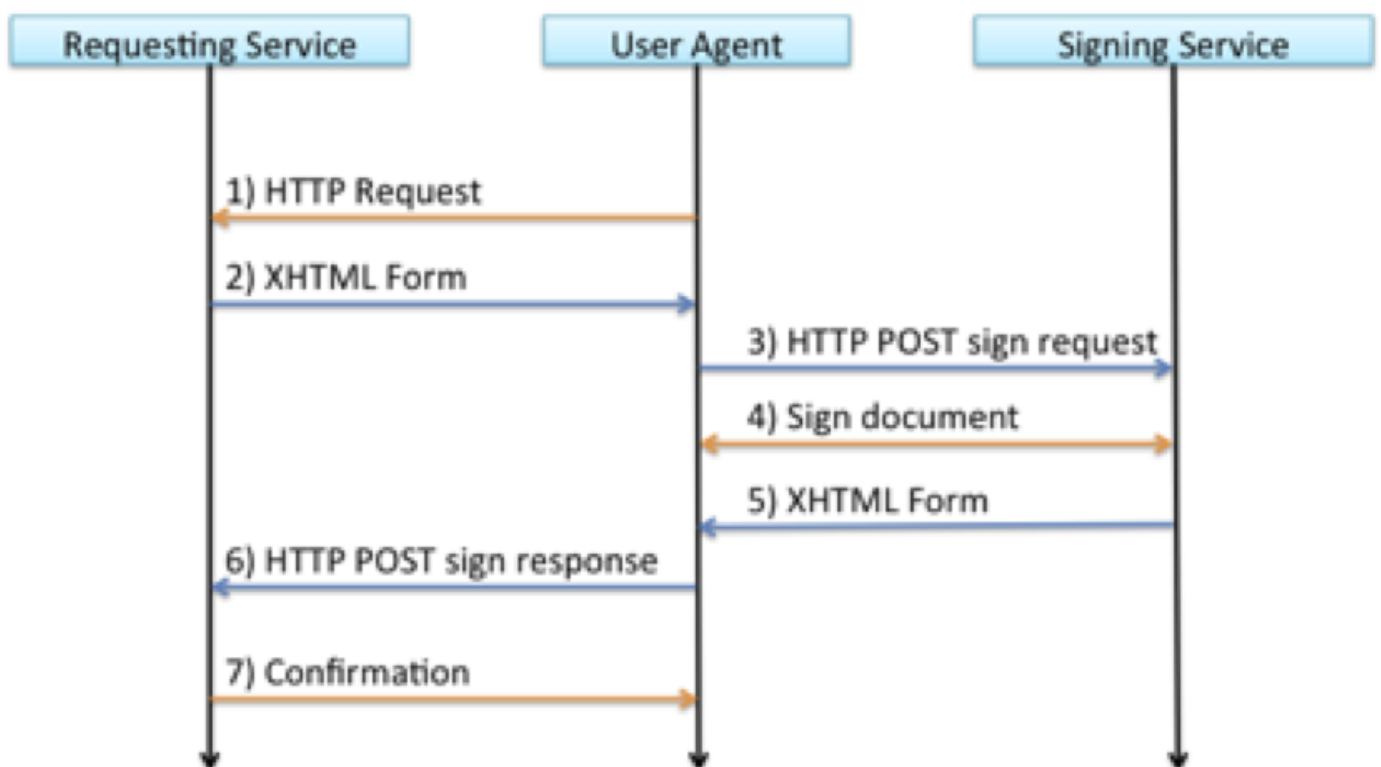 Requesting Service
User Agent
Signing Service
1) HTTP Request
2) XHTML Form
3) HTTP POST sign request
4) Sign document
5) XHTML Form
6) HTTP POST sign response
7) Confirmation